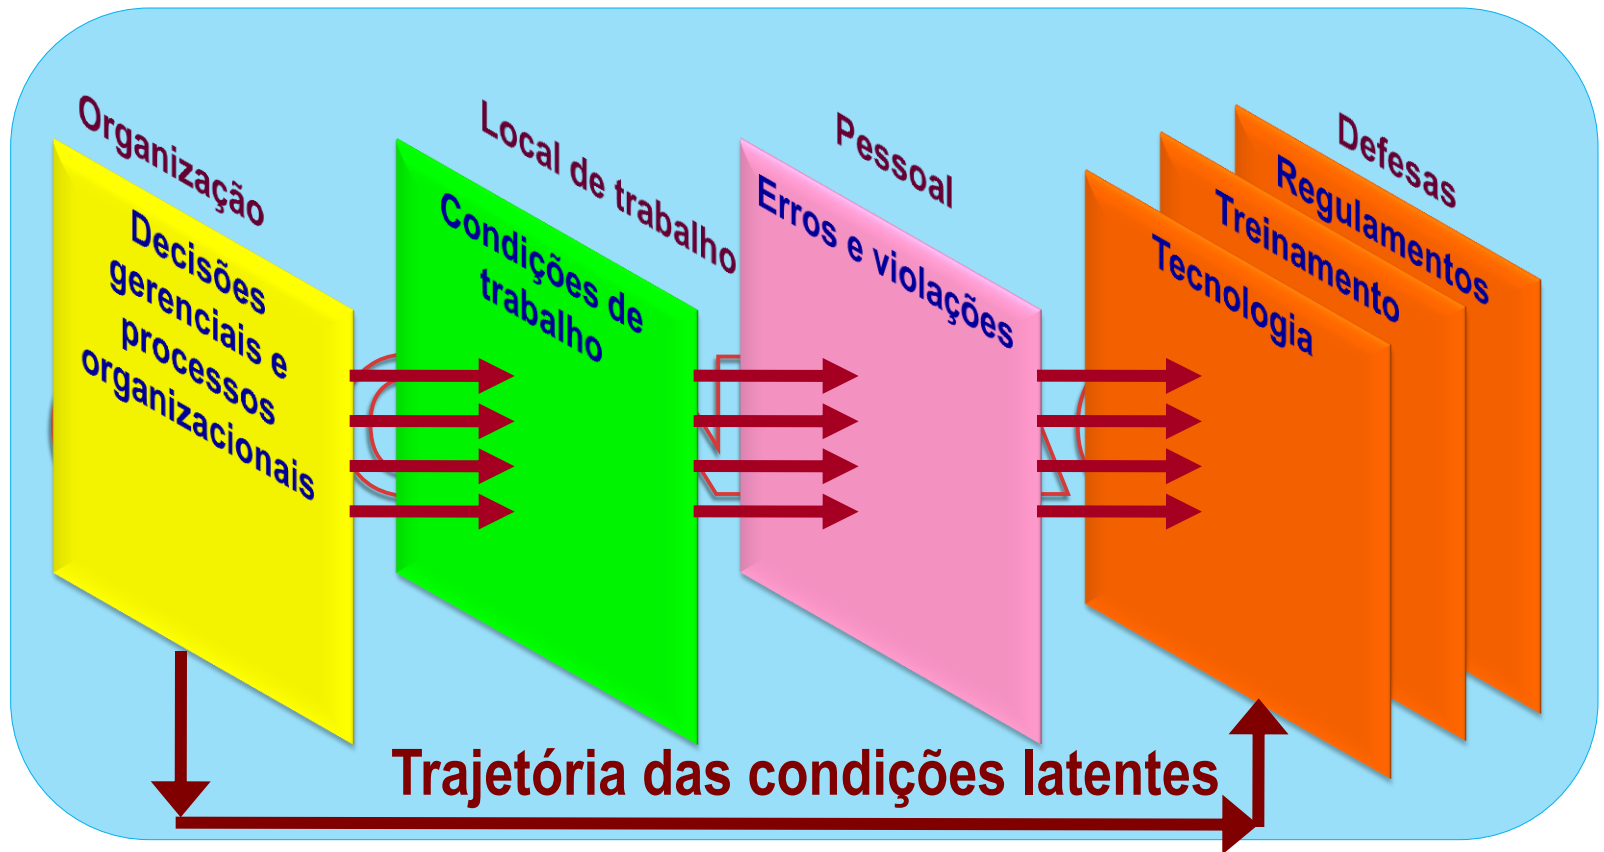 Organização
Decisões
gerenciais e
processos
organizacionais
Local de trabalho
Condições de
trabalho
Pessoal
Erros e violações
Defesas
Regulamentos
Treinamento
Tecnologia
Trajetória das condições latentes